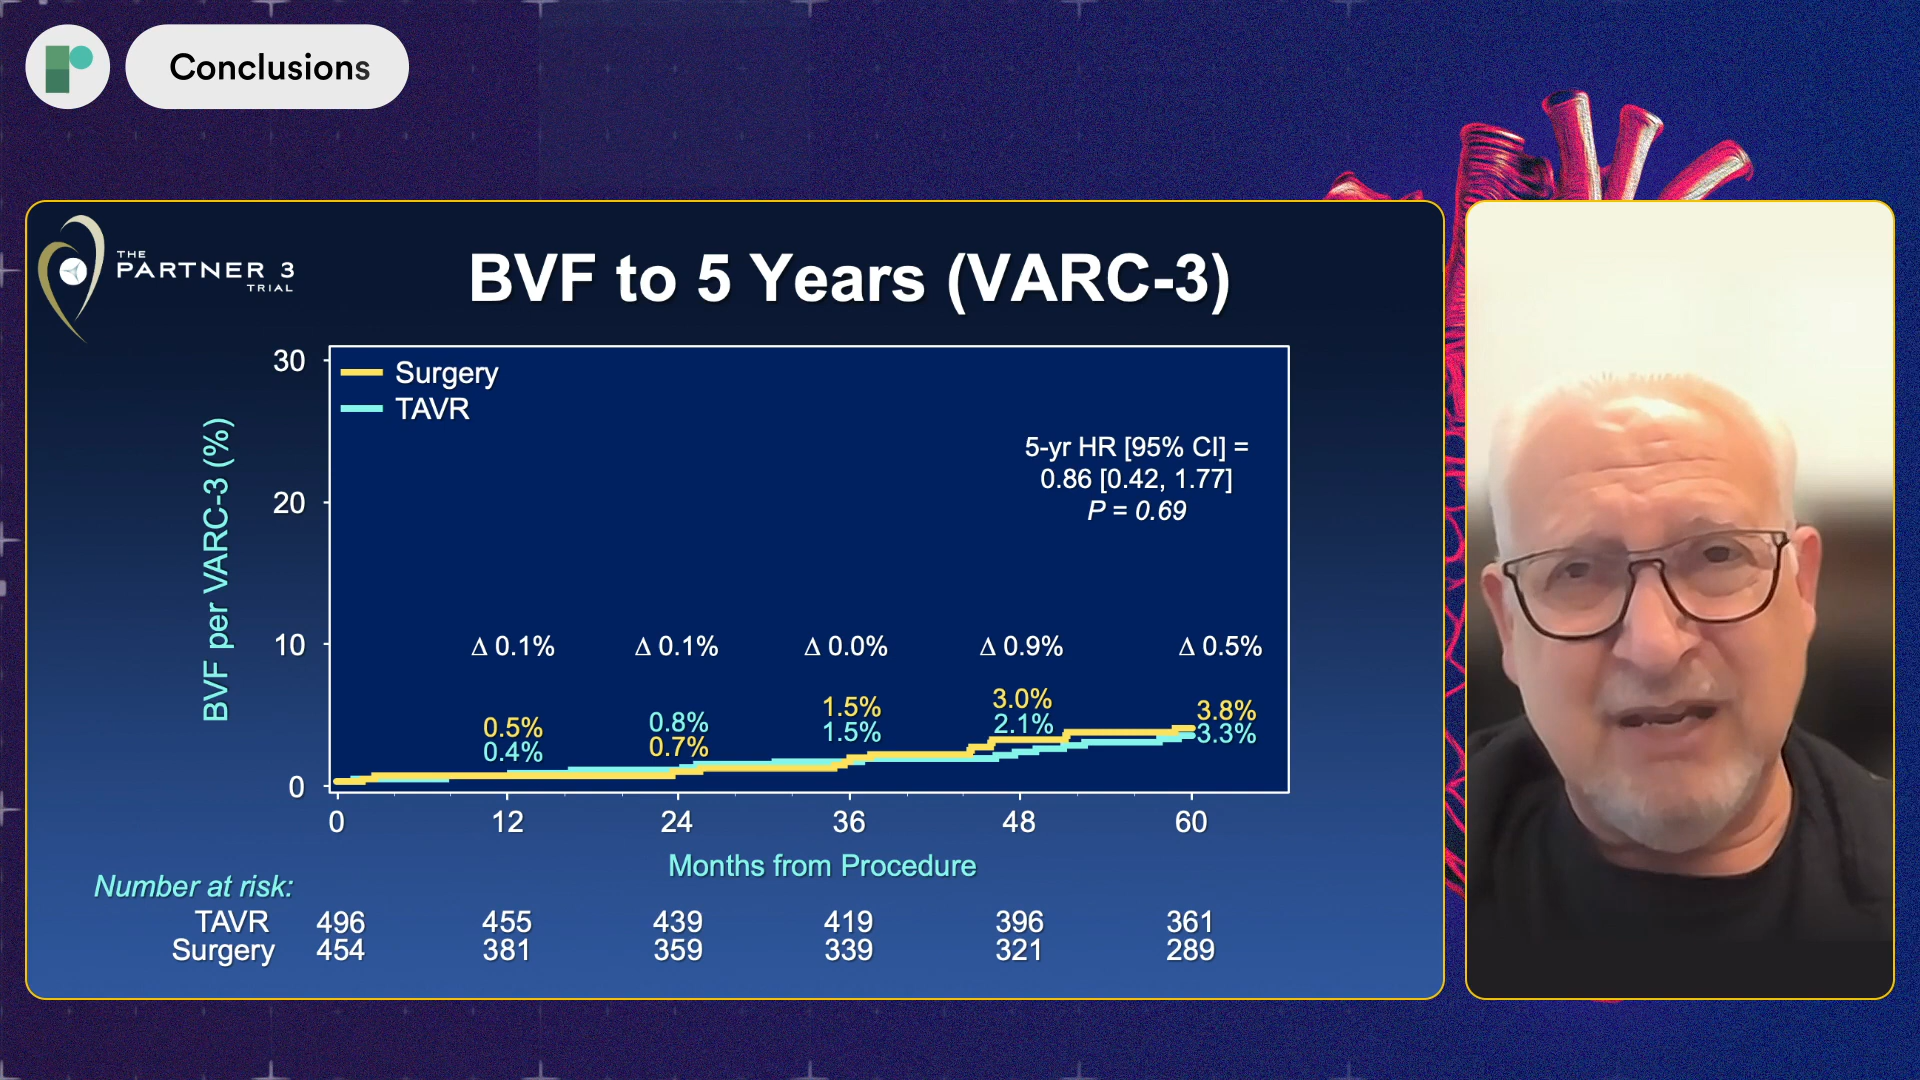 Conclusions
THE
PARTNER 3
TRIAL
BVF to 5 Years (VARC-3)
BVF per VARC-3 (%)
30
20
10
0
Surgery
TAVR
5-yr HR [95% CI] =
0.86 [0.42, 1.77]
P = 0.69
Δ 0.1% Δ 0.1% Δ 0.0% Δ 0.9% Δ 0.5%
0.5% 0.8% 1.5% 3.0% 3.8%
0.4% 0.7% 1.5% 2.1% 3.3%
0 12 24 36 48 60
Months from Procedure
Number at risk:
TAVR 496 455 439 419 396 361
Surgery 454 381 359 339 321 289